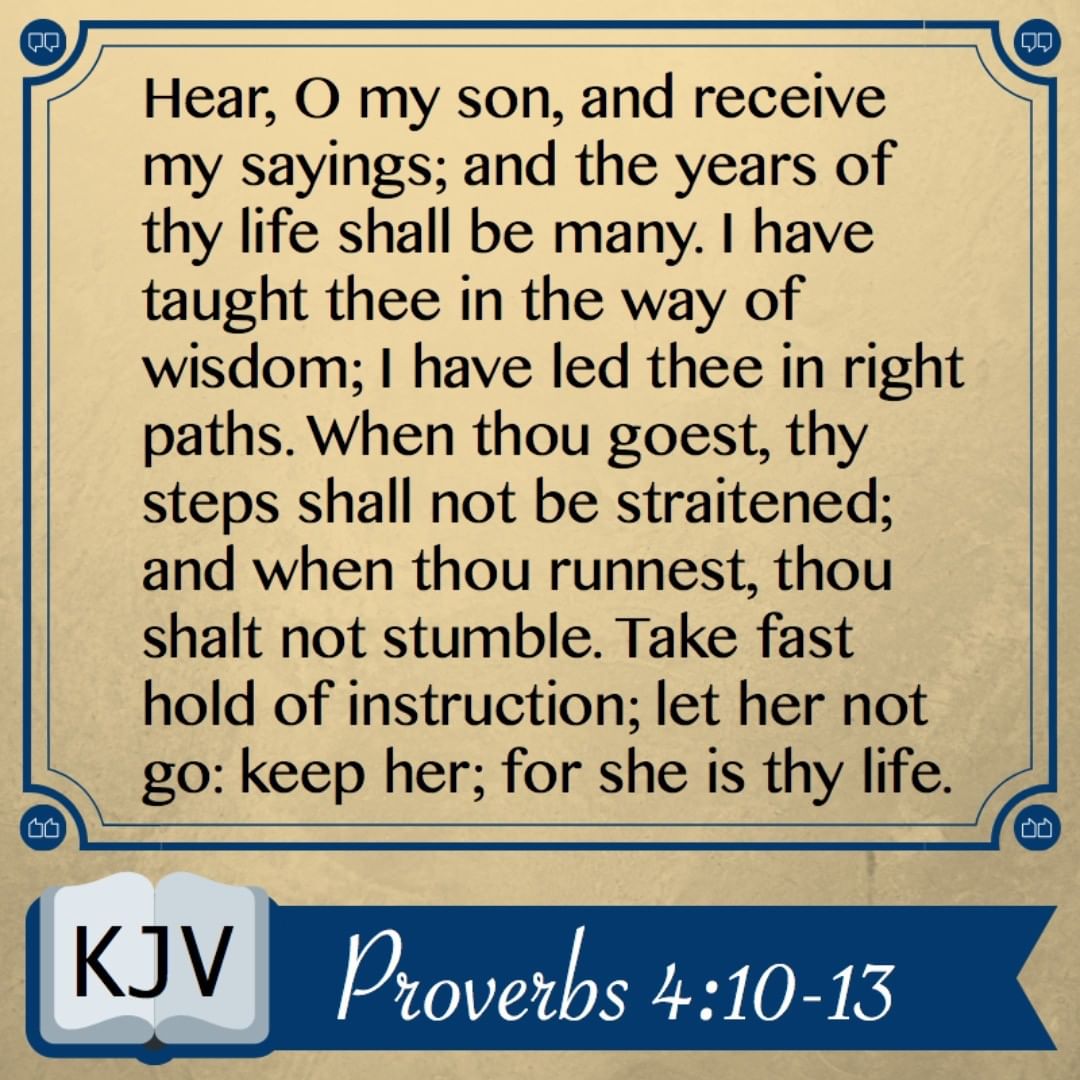 Hear, O my son, and receive
my sayings; and the years of
thy life shall be many. I have
taught thee in the way of
wisdom; I have led thee in right
paths. When thou goest, thy
steps shall not be straitened;
and when thou runnest, thou
shalt not stumble. Take fast
hold of instruction; let her not
go: keep her; for she is thy life.
KJV
Proverbs 4:10-13